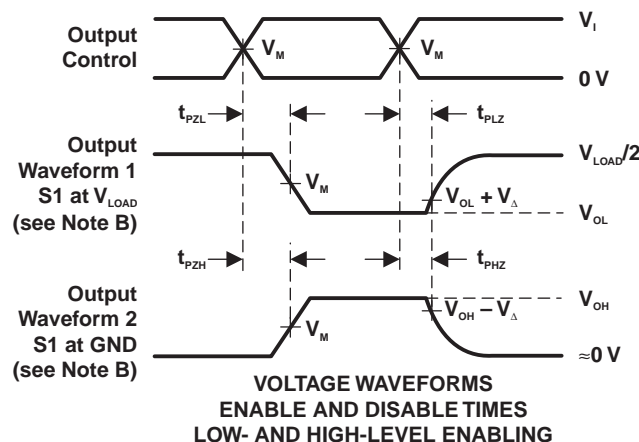 Output
Control
V_M
V_M
V_I
0 V
t_PZL
t_PLZ
Output
Waveform 1
S1 at V_LOAD
(see Note B)
V_M
V_OL + V_Δ
V_LOAD/2
V_OL
t_PZH
t_PHZ
Output
Waveform 2
S1 at GND
(see Note B)
V_M
V_OH − V_Δ
V_OH
≈0 V
VOLTAGE WAVEFORMS
ENABLE AND DISABLE TIMES
LOW- AND HIGH-LEVEL ENABLING